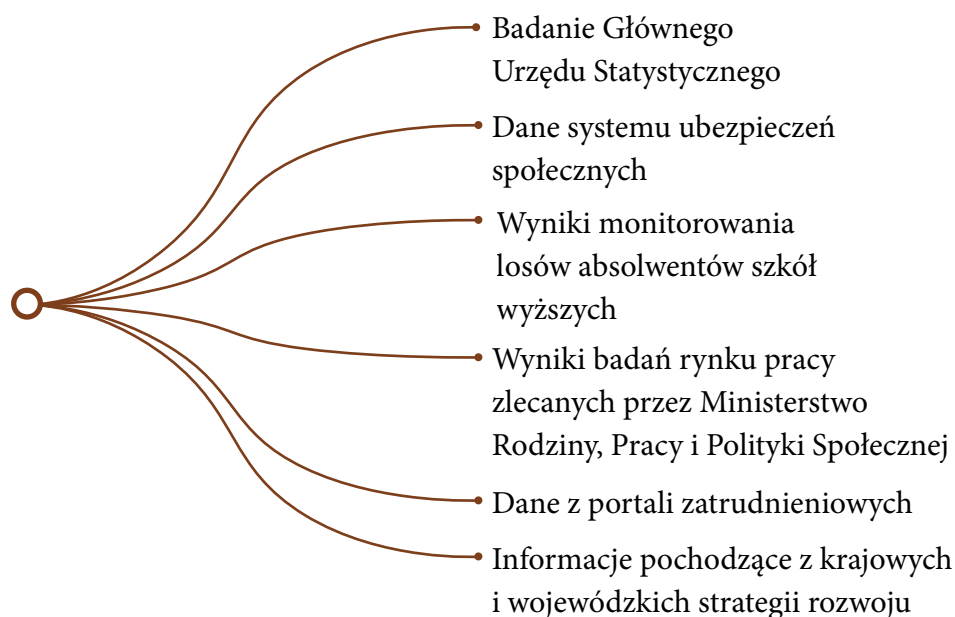 Badanie Głównego
Urzędu Statystycznego
Dane systemu ubezpieczeń
społecznych
Wyniki monitorowania
losów absolwentów szkół
wyższych
Wyniki badań rynku pracy
zlecanych przez Ministerstwo
Rodziny, Pracy i Polityki Społecznej
Dane z portali zatrudnieniowych
Informacje pochodzące z krajowych
i wojewódzkich strategii rozwoju